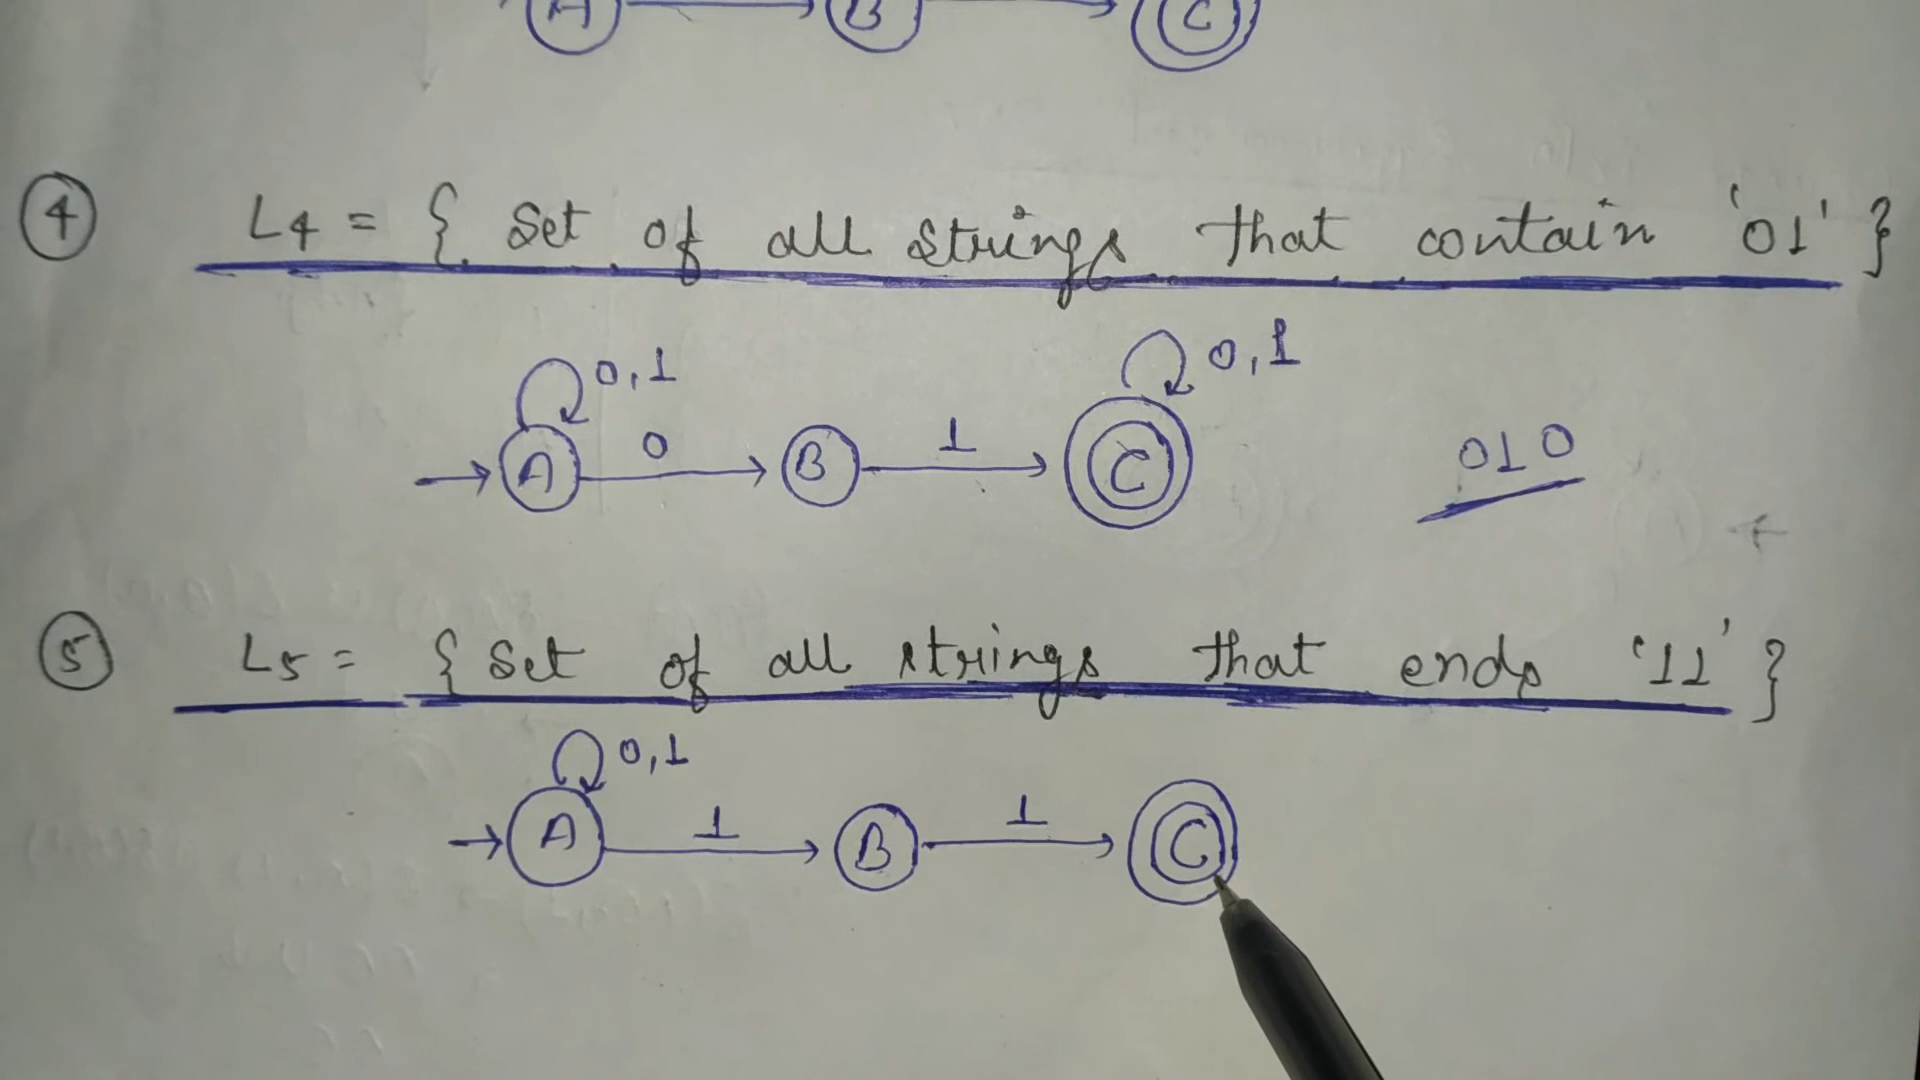 A B C
④ L4 = { Set of all strings that contain '01' }
0,1 0,1
0 1 010
A B C
⑤ L5 = { Set of all strings that ends '11' }
0,1
1 1
A B C